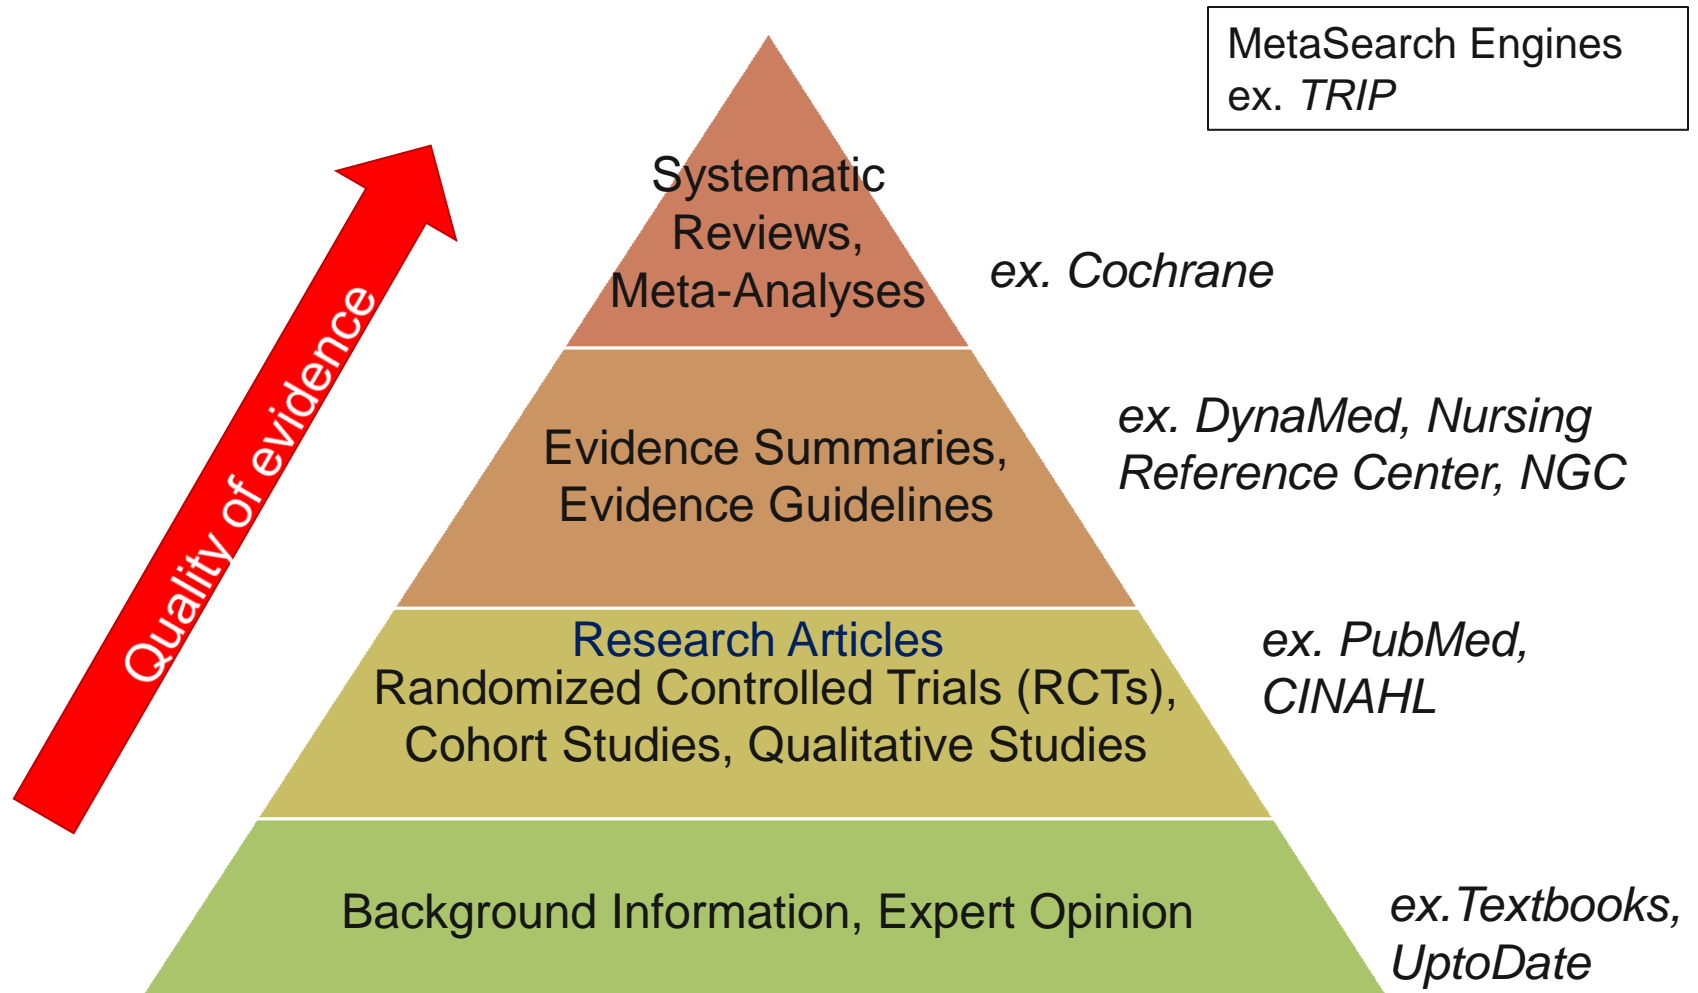 MetaSearch Engines
ex. TRIP
Quality of evidence
Systematic
Reviews,
Meta-Analyses
ex. Cochrane
Evidence Summaries,
Evidence Guidelines
ex. DynaMed, Nursing
Reference Center, NGC
Research Articles
Randomized Controlled Trials (RCTs),
Cohort Studies, Qualitative Studies
ex. PubMed,
CINAHL
Background Information, Expert Opinion
ex.Textbooks,
UptoDate